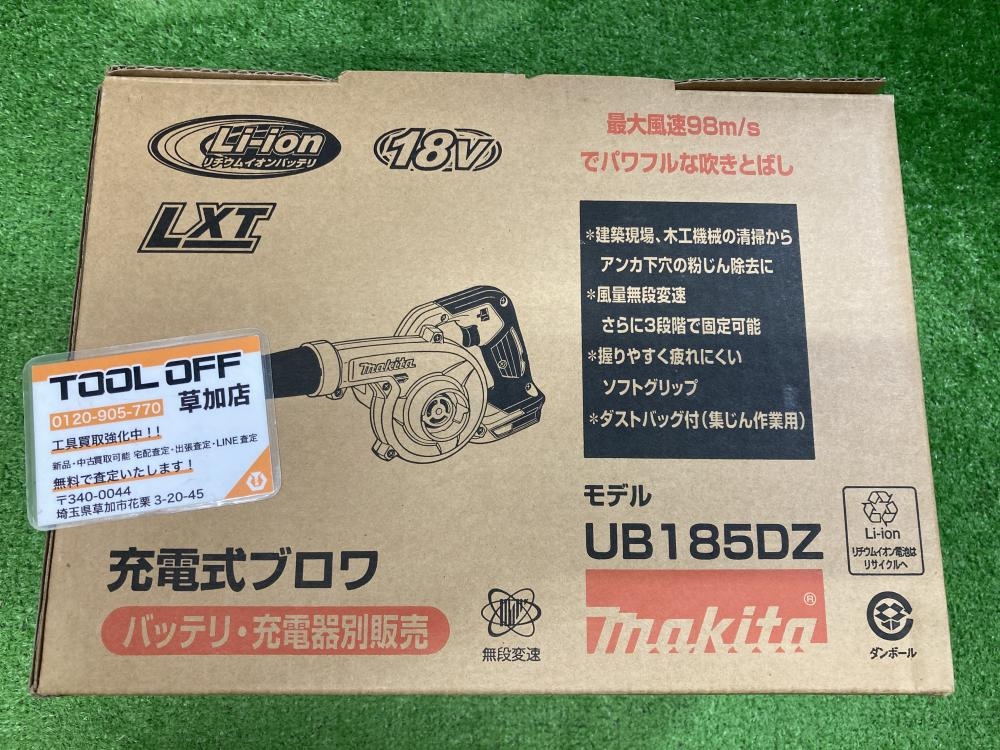 Li-ion
リチウムイオンバッテリ
18V
最大風速98m/s
でパワフルな吹きとばし
LXT
*建築現場、木工機械の清掃から
アンカ下穴の粉じん除去に
*風量無段変速
さらに3段階で固定可能
*握りやすく疲れにくい
ソフトグリップ
*ダストバッグ付(集じん作業用)
makita
TOOL OFF
0120-905-770
草加店
工具買取強化中!!
新品・中古買取可能 宅配査定・出張査定・LINE査定
無料で査定いたします!
〒340-0044
埼玉県草加市花栗 3-20-45
モデル
UB185DZ
makita®
Li-ion
リチウムイオン電池は
リサイクルへ
充電式ブロワ
バッテリ・充電器別販売
無段変速
ダンボール